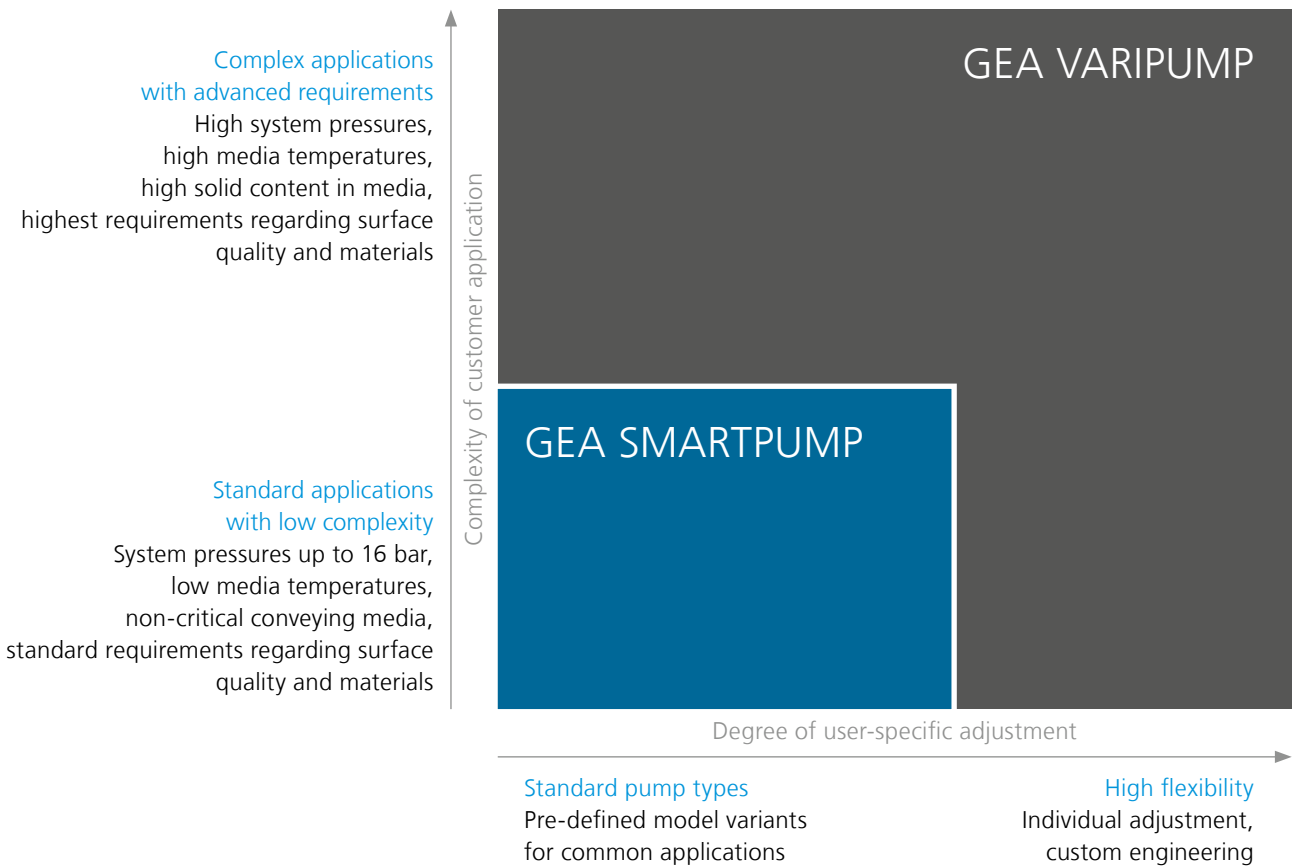 GEA VARIPUMP
Complex applications
with advanced requirements
High system pressures,
high media temperatures,
high solid content in media,
highest requirements regarding surface
quality and materials
Complexity of customer application
GEA SMARTPUMP
Standard applications
with low complexity
System pressures up to 16 bar,
low media temperatures,
non-critical conveying media,
standard requirements regarding surface
quality and materials
Degree of user-specific adjustment
Standard pump types
Pre-defined model variants
for common applications
High flexibility
Individual adjustment,
custom engineering